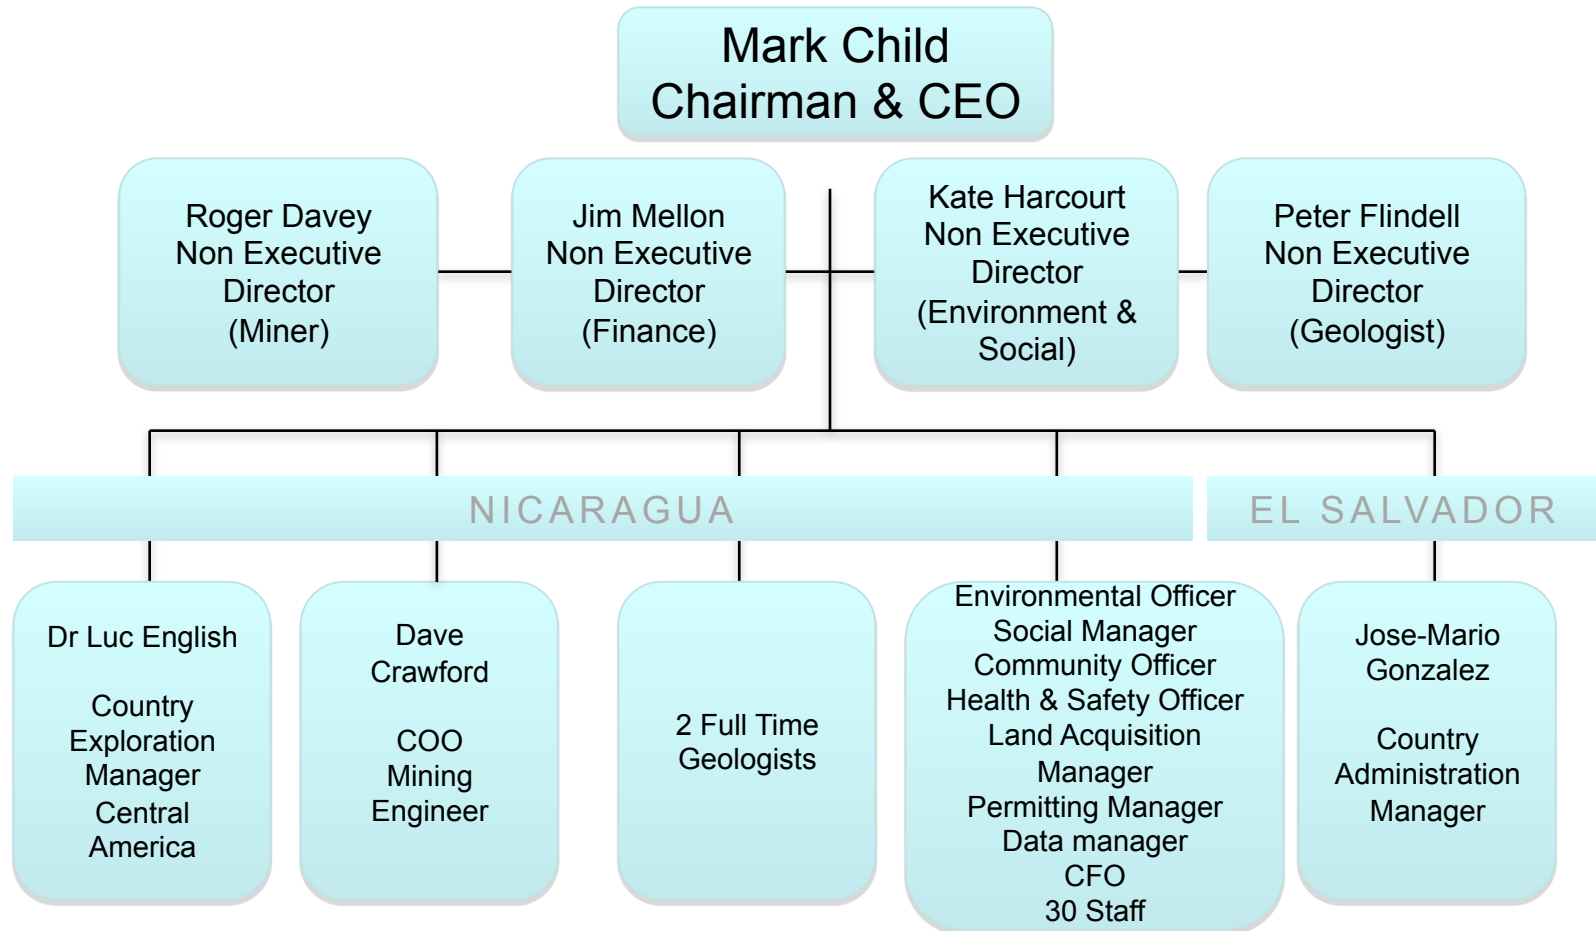 Mark Child
Chairman & CEO
Roger Davey
Non Executive
Director
(Miner)
Jim Mellon
Non Executive
Director
(Finance)
Kate Harcourt
Non Executive
Director
(Environment &
Social)
Peter Flindell
Non Executive
Director
(Geologist)
NICARAGUA
EL SALVADOR
Dr Luc English
Country
Exploration
Manager
Central
America
Dave
Crawford
COO
Mining
Engineer
2 Full Time
Geologists
Environmental Officer
Social Manager
Community Officer
Health & Safety Officer
Land Acquisition
Manager
Permitting Manager
Data manager
CFO
30 Staff
Jose-Mario
Gonzalez
Country
Administration
Manager